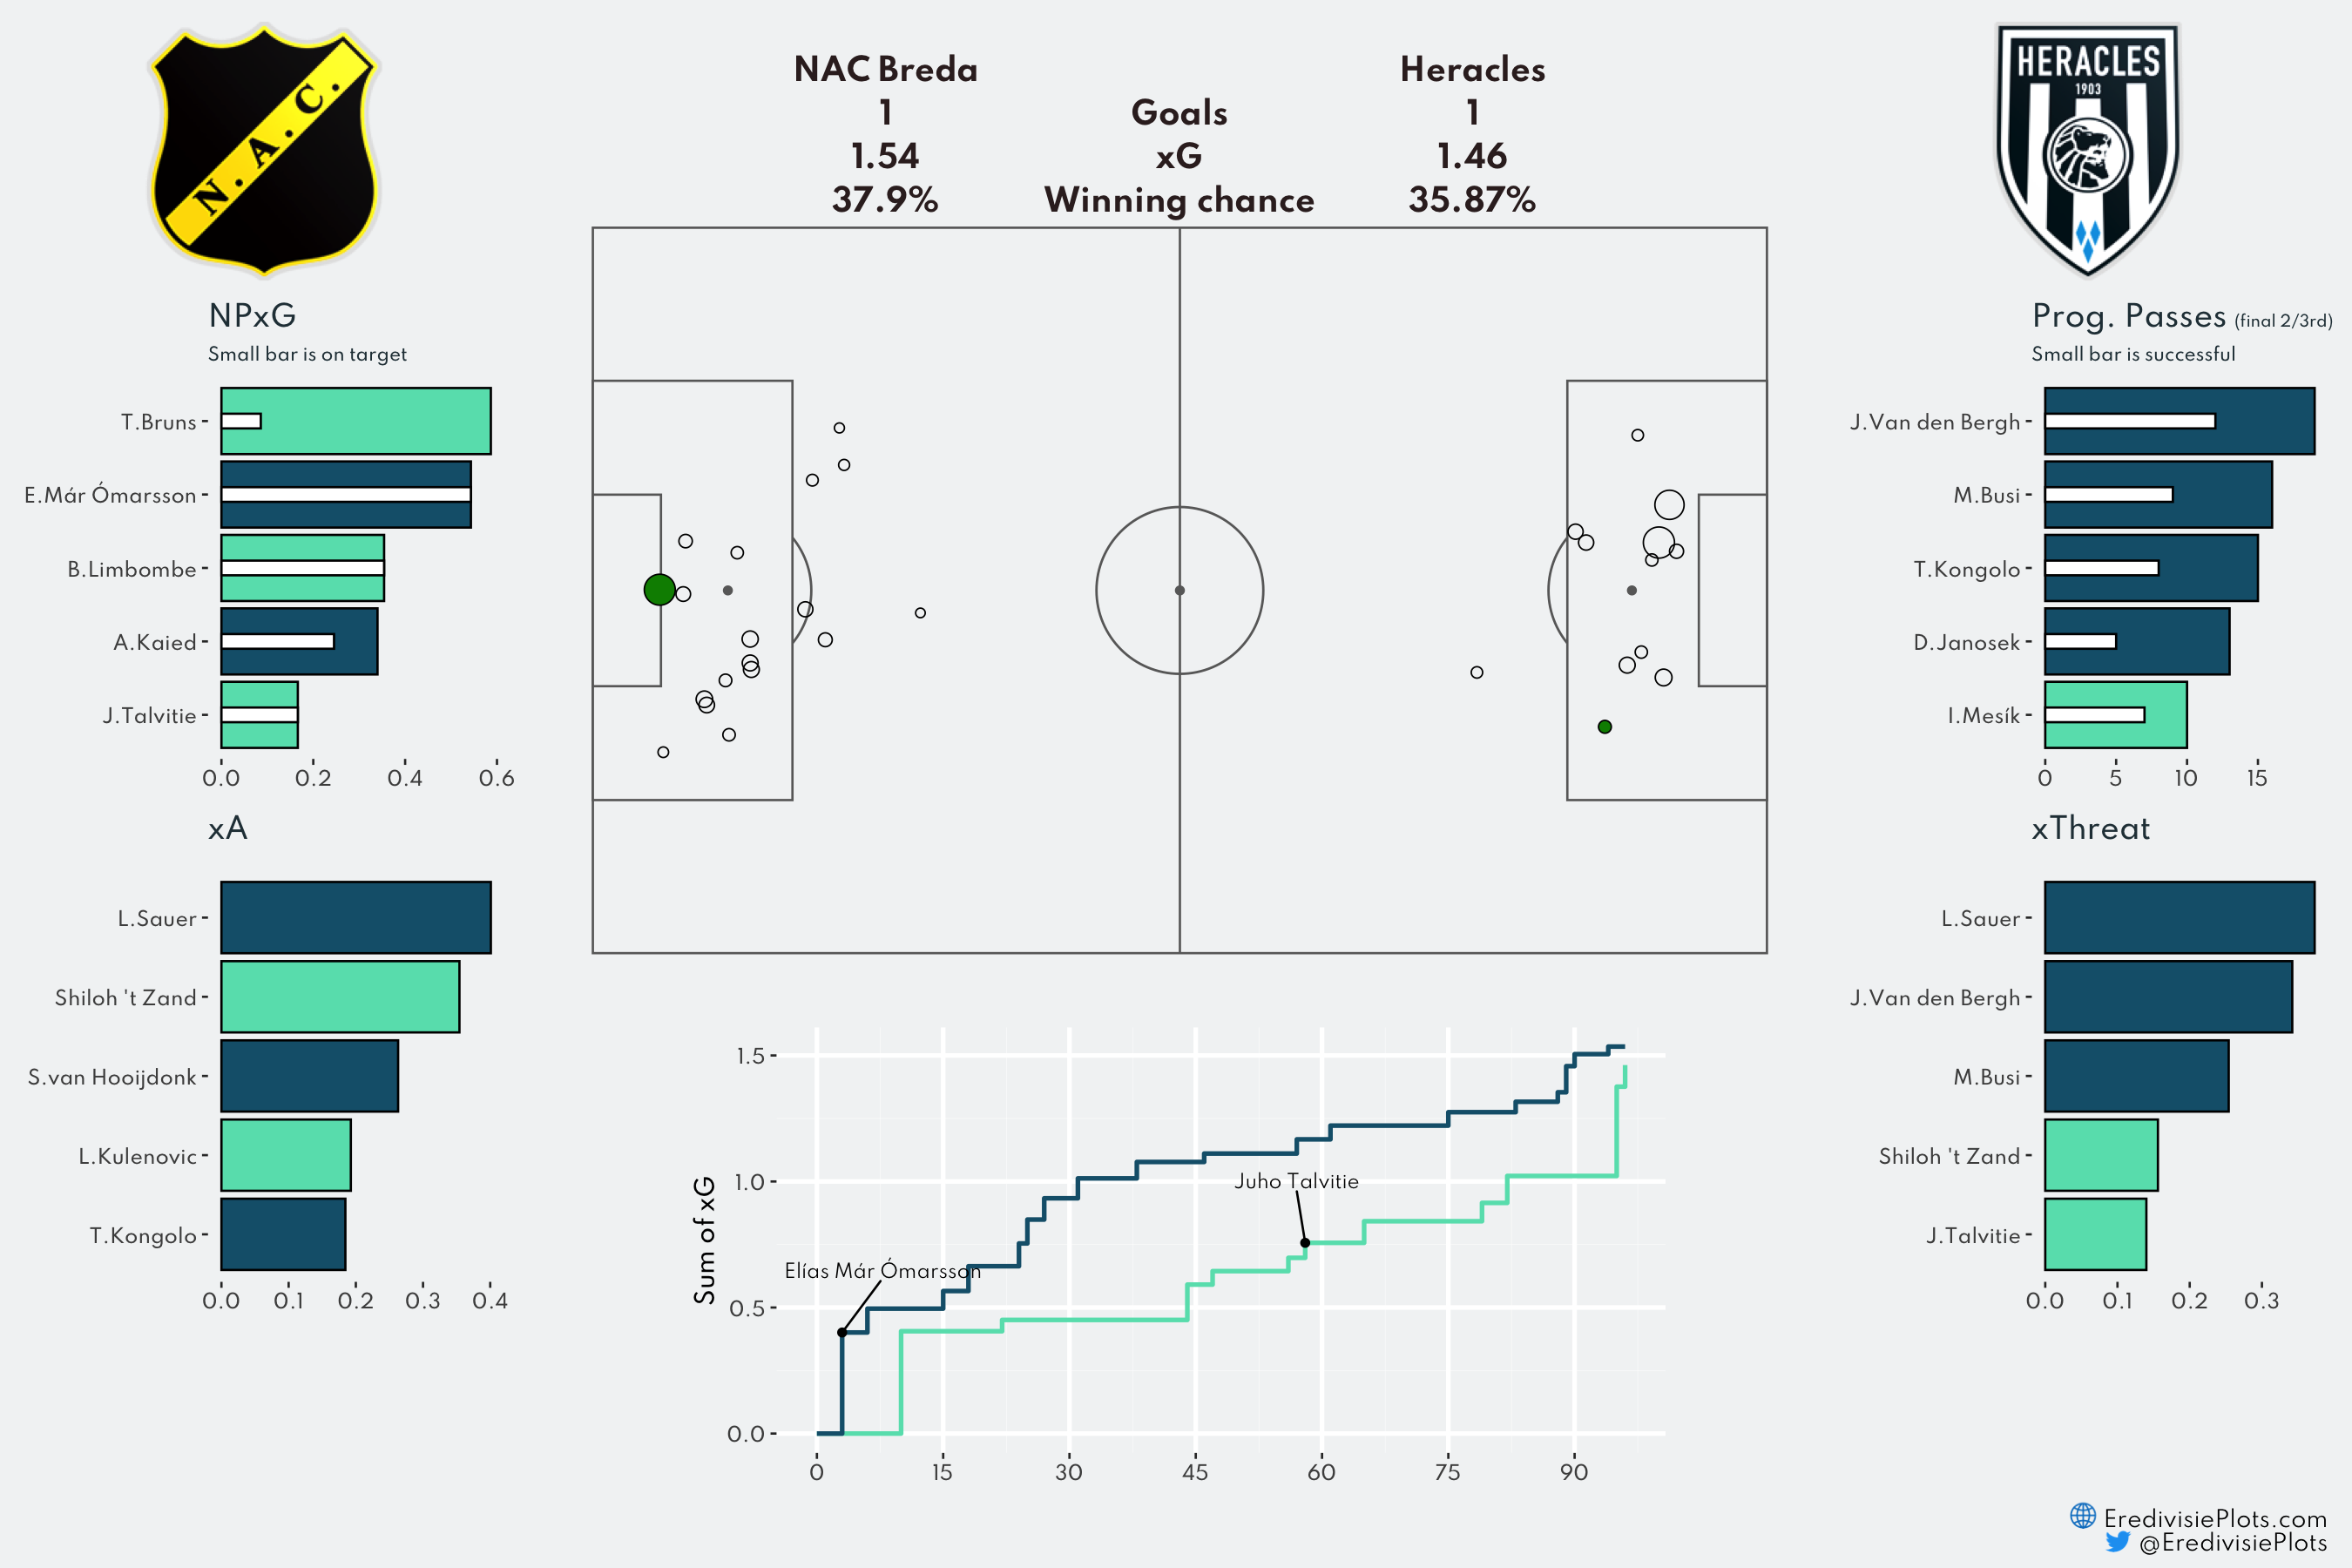 N.A.C.
HERACLES
1903
NAC Breda Heracles
1 Goals 1
1.54 xG 1.46
37.9% Winning chance 35.87%
NPxG
Small bar is on target
T.Bruns
E.Már Ómarsson
B.Limbombe
A.Kaied
J.Talvitie
0.0 0.2 0.4 0.6
xA
L.Sauer
Shiloh 't Zand
S.van Hooijdonk
L.Kulenovic
T.Kongolo
0.0 0.1 0.2 0.3 0.4
Sum of xG
1.5
1.0
0.5
0.0
Juho Talvitie
Elías Már Ómarsson
0 15 30 45 60 75 90
Prog. Passes (final 2/3rd)
Small bar is successful
J.Van den Bergh
M.Busi
T.Kongolo
D.Janosek
I.Mesík
0 5 10 15
xThreat
L.Sauer
J.Van den Bergh
M.Busi
Shiloh 't Zand
J.Talvitie
0.0 0.1 0.2 0.3
EredivisiePlots.com
@EredivisiePlots